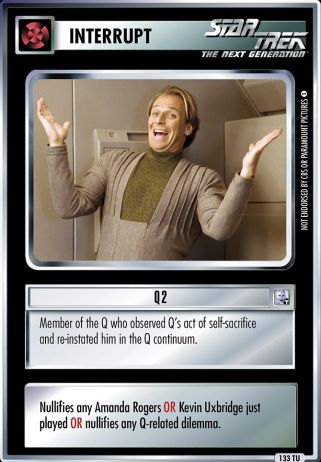 INTERRUPT
STAR TREK
THE NEXT GENERATION®
NOT ENDORSED BY CBS OR PARAMOUNT PICTURES
Q2
Member of the Q who observed Q's act of self-sacrifice
and re-instated him in the Q continuum.
Nullifies any Amanda Rogers OR Kevin Uxbridge just
played OR nullifies any Q-related dilemma.
133 TU